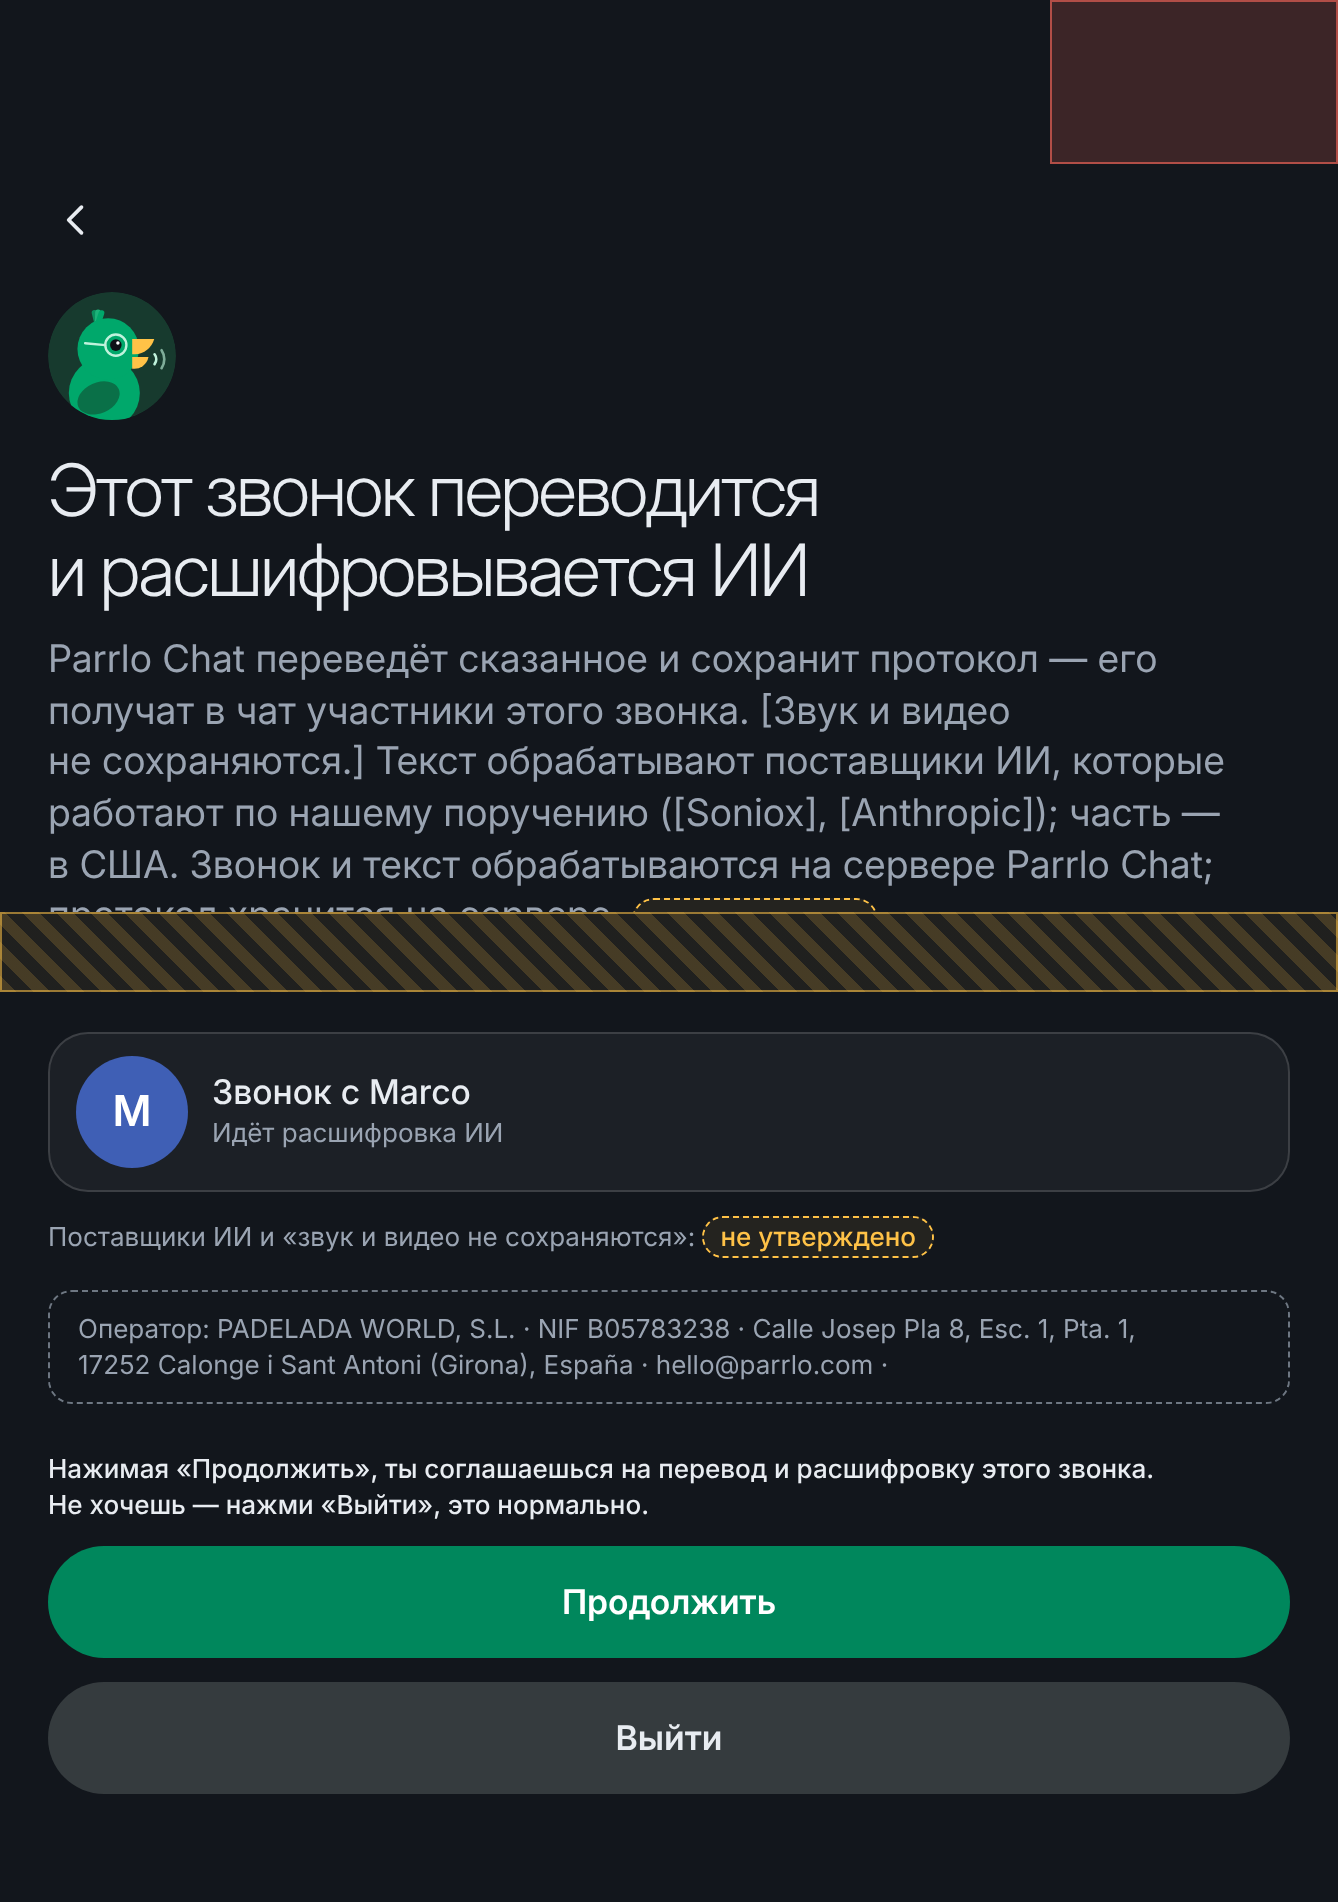 Этот звонок переводится
и расшифровывается ИИ
Parrlo Chat переведёт сказанное и сохранит протокол — его
получат в чат участники этого звонка. [Звук и видео
не сохраняются.] Текст обрабатывают поставщики ИИ, которые
работают по нашему поручению ([Soniox], [Anthropic]); часть —
в США. Звонок и текст обрабатываются на сервере Parrlo Chat;
M
Звонок с Marco
Идёт расшифровка ИИ
Поставщики ИИ и «звук и видео не сохраняются»: не утверждено
Оператор: PADELADA WORLD, S.L. · NIF B05783238 · Calle Josep Pla 8, Esc. 1, Pta. 1,
17252 Calonge i Sant Antoni (Girona), España · hello@parrlo.com ·
Нажимая «Продолжить», ты соглашаешься на перевод и расшифровку этого звонка.
Не хочешь — нажми «Выйти», это нормально.
Продолжить
Выйти